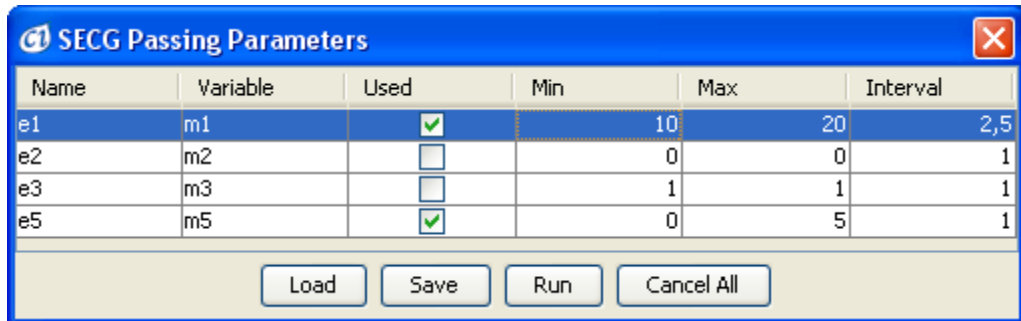 SECG Passing Parameters
Name Variable Used Min Max Interval
e1 m1 10 20 2,5
e2 m2 0 0 1
e3 m3 1 1 1
e5 m5 0 5 1
Load Save Run Cancel All